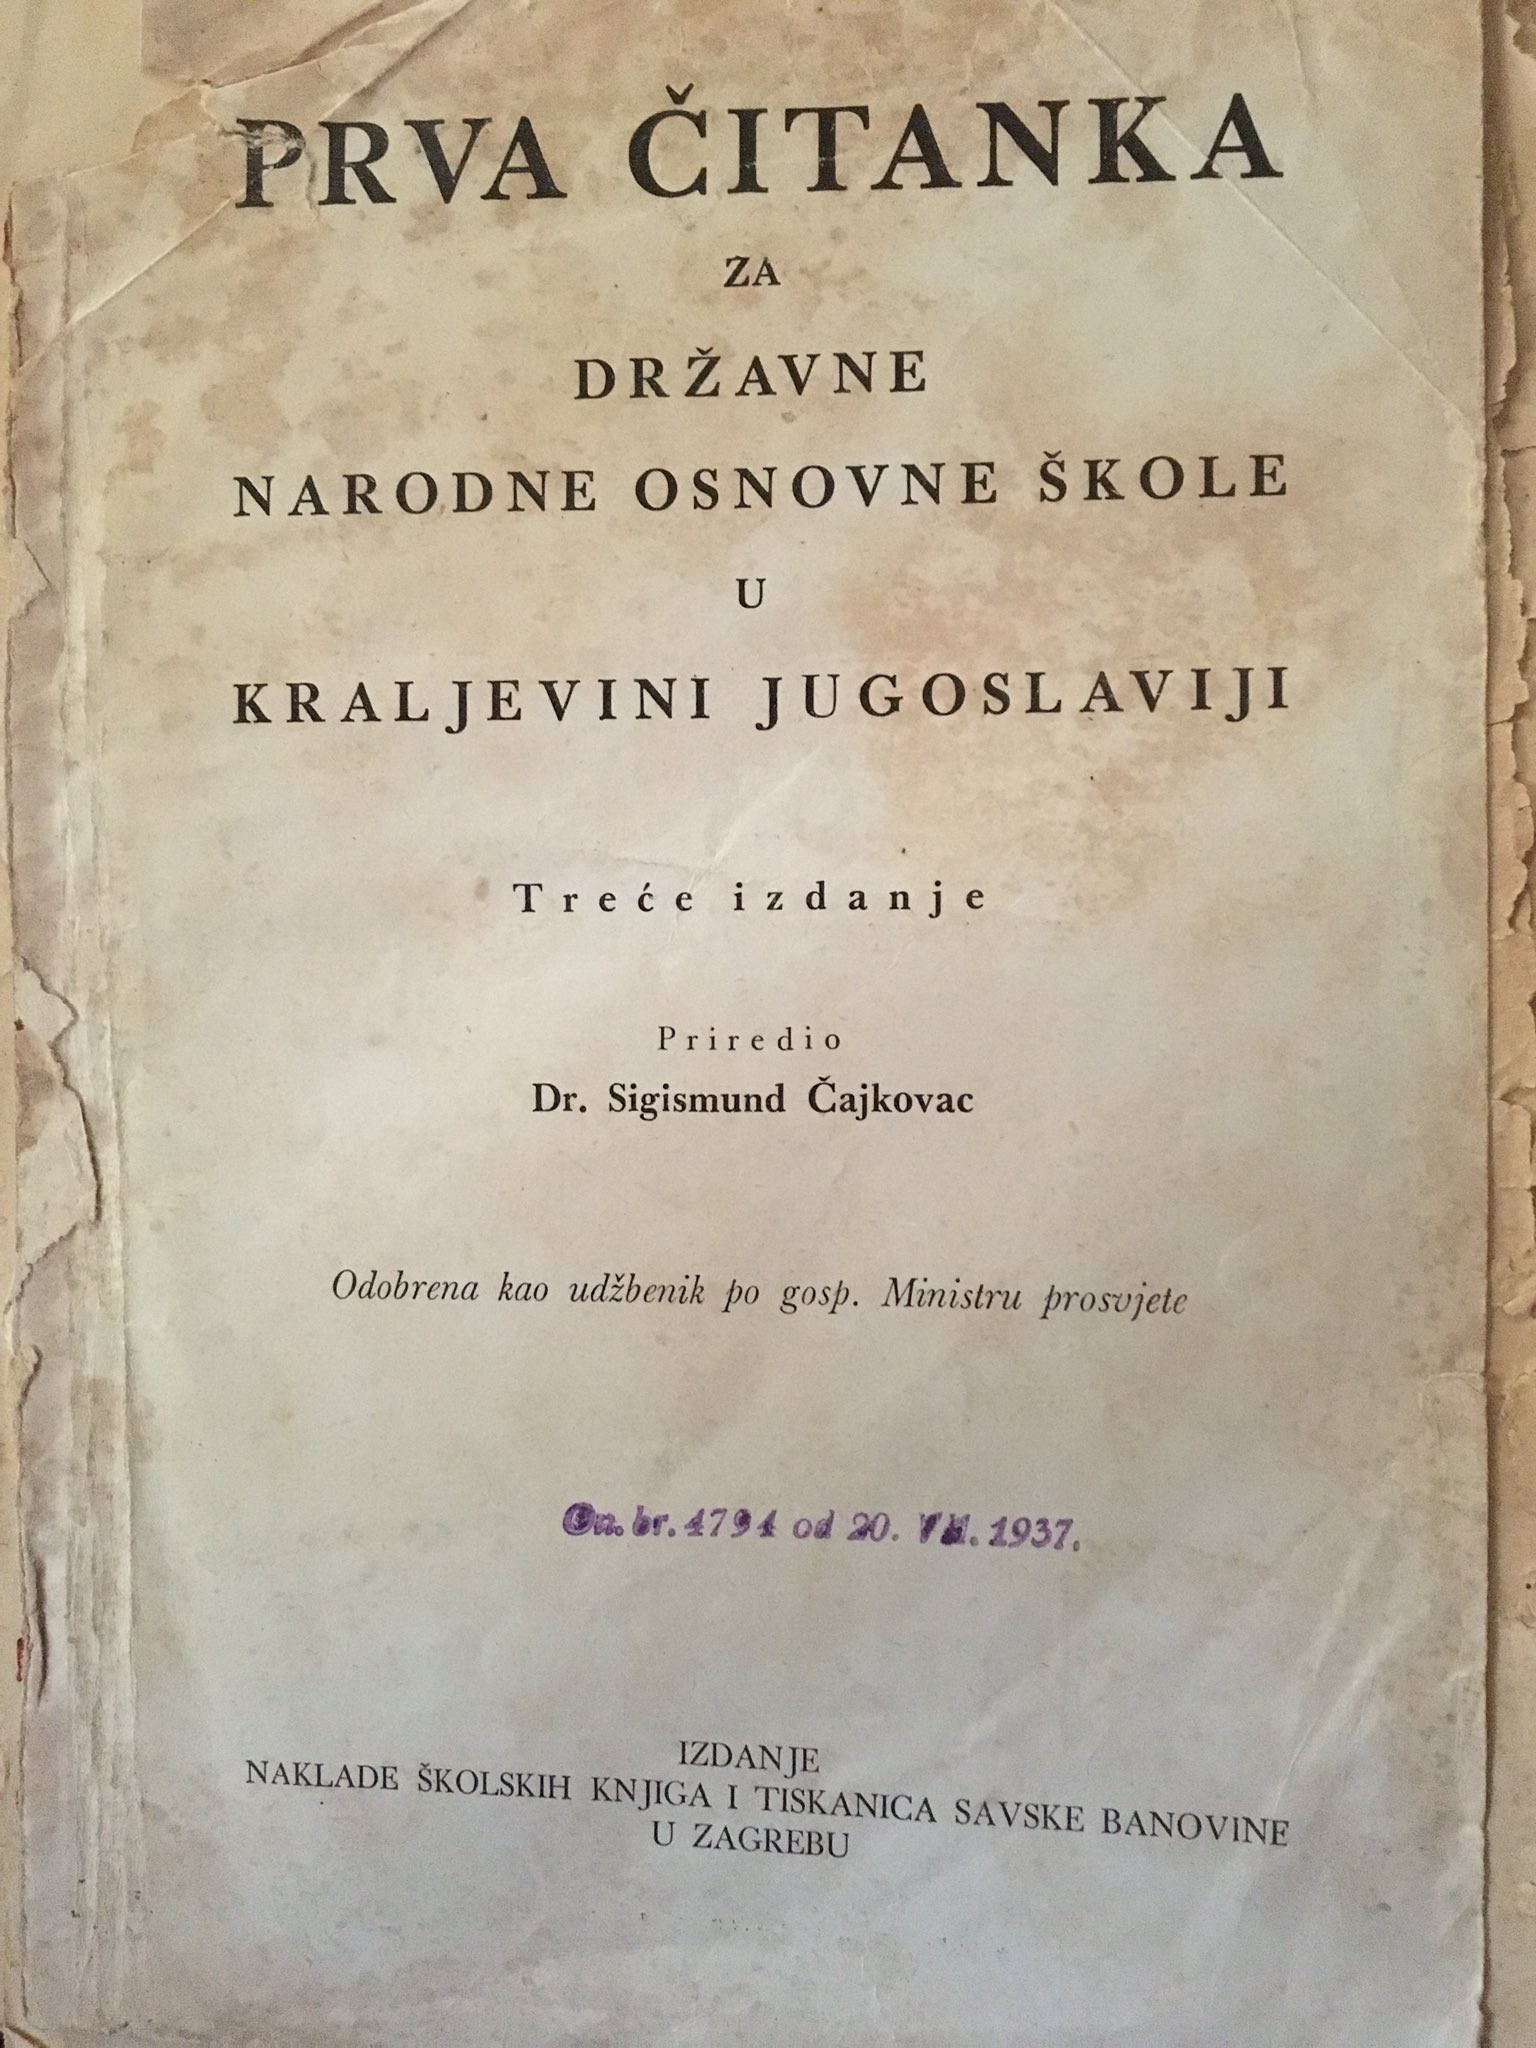 PRVA ČITANKA
ZA
DRŽAVNE
NARODNE OSNOVNE ŠKOLE
U
KRALJEVINI JUGOSLAVIJI
Treće izdanje
Priredio
Dr. Sigismund Čajkovac
Odobrena kao udžbenik po gosp. Ministru prosvjete
br. 4794 od 20. 1937.
IZDANJE
NAKLADE ŠKOLSKIH KNJIGA I TISKANICA SAVSKE BANOVINE
U ZAGREBU